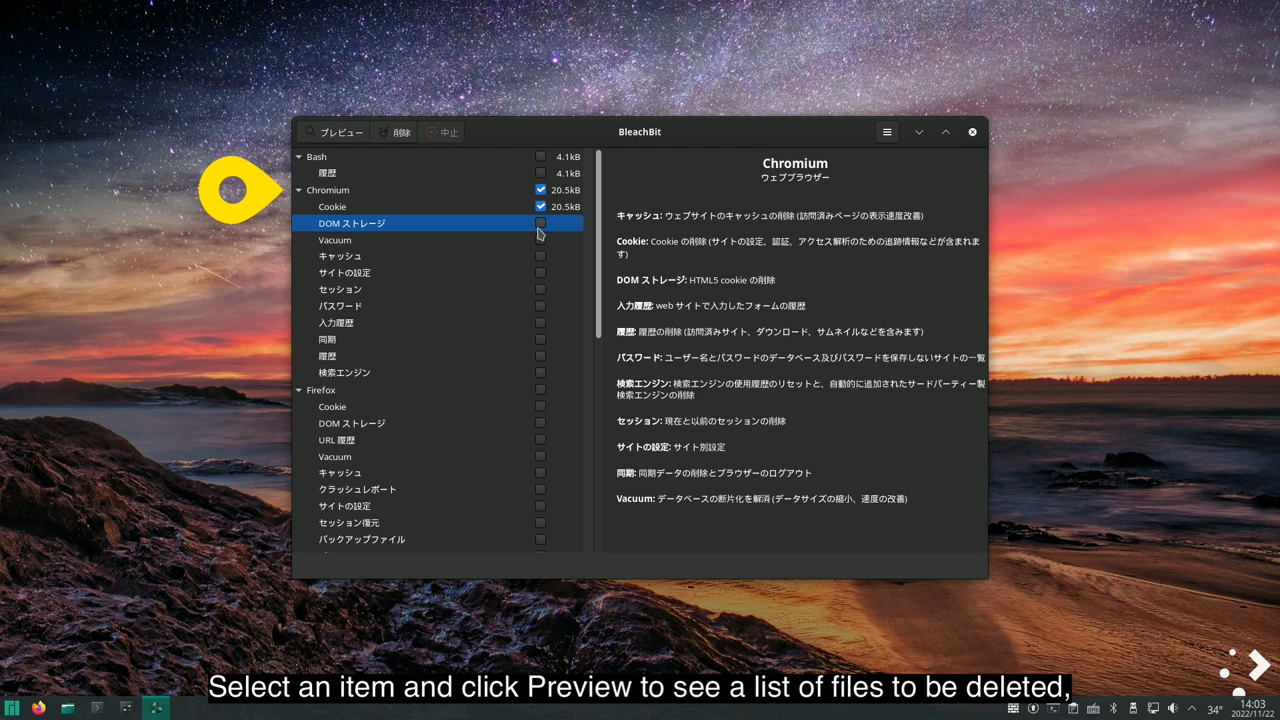 プレビュー 削除 中止 BleachBit
Bash 4.1kB
履歴 4.1kB
Chromium 20.5kB
Cookie 20.5kB
DOM ストレージ
Vacuum
キャッシュ
サイトの設定
セッション
パスワード
入力履歴
同期
履歴
検索エンジン
Firefox
Cookie
DOM ストレージ
URL 履歴
Vacuum
キャッシュ
クラッシュレポート
サイトの設定
セッション復元
バックアップファイル
Chromium
ウェブブラウザー
キャッシュ: ウェブサイトのキャッシュの削除 (訪問済みページの表示速度改善)
Cookie: Cookie の削除 (サイトの設定、認証、アクセス解析のための追跡情報などが含まれま
す)
DOM ストレージ: HTML5 cookie の削除
入力履歴: web サイトで入力したフォームの履歴
履歴: 履歴の削除 (訪問済みサイト、ダウンロード、サムネイルなどを含みます)
パスワード: ユーザー名とパスワードのデータベース及びパスワードを保存しないサイトの一覧
検索エンジン: 検索エンジンの使用履歴のリセットと、自動的に追加されたサードパーティー製
検索エンジンの削除
セッション: 現在と以前のセッションの削除
サイトの設定: サイト別設定
同期: 同期データの削除とブラウザーのログアウト
Vacuum: データベースの断片化を解消 (データサイズの縮小、速度の改善)
Select an item and click Preview to see a list of files to be deleted,
34° 14:03
2022/11/22